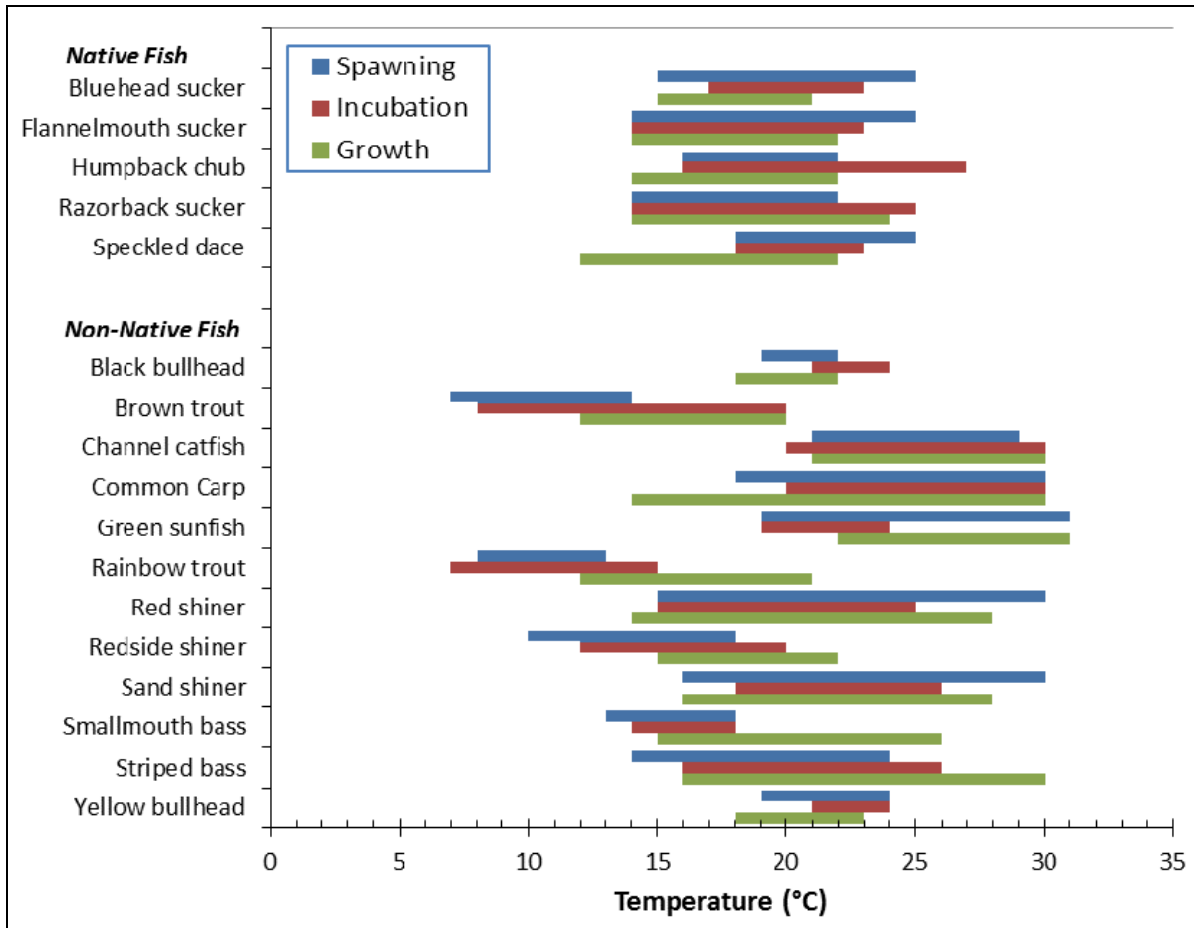 Native Fish
Spawning
Bluehead sucker
Incubation
Flannelmouth sucker
Growth
Humpback chub
Razorback sucker
Speckled dace
Non-Native Fish
Black bullhead
Brown trout
Channel catfish
Common Carp
Green sunfish
Rainbow trout
Red shiner
Redside shiner
Sand shiner
Smallmouth bass
Striped bass
Yellow bullhead
0 5 10 15 20 25 30 35
Temperature (°C)